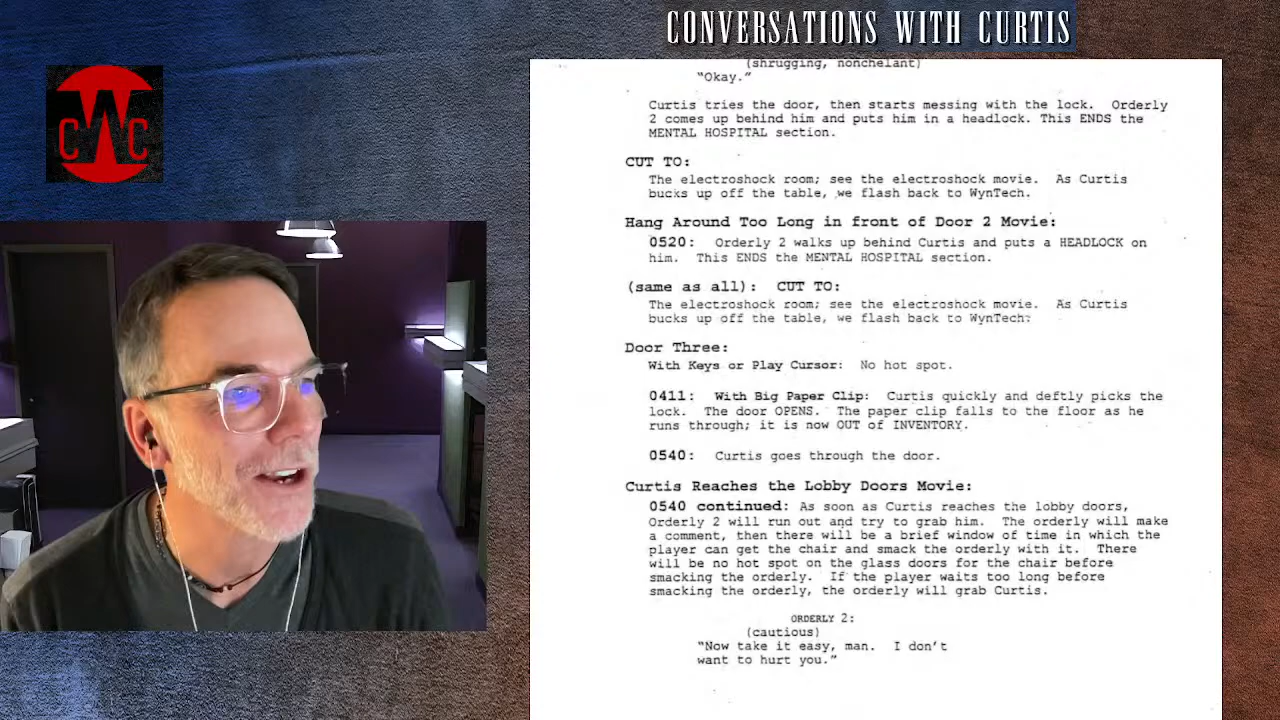 CONVERSATIONS WITH CURTIS
CWC
(shrugging, nonchelant)
"Okay."
Curtis tries the door, then starts messing with the lock. Orderly
2 comes up behind him and puts him in a headlock. This ENDS the
MENTAL HOSPITAL section.
CUT TO:
The electroshock room; see the electroshock movie. As Curtis
bucks up off the table, we flash back to WynTech.
Hang Around Too Long in front of Door 2 Movie:
0520: Orderly 2 walks up behind Curtis and puts a HEADLOCK on
him. This ENDS the MENTAL HOSPITAL section.
(same as all): CUT TO:
The electroshock room; see the electroshock movie. As Curtis
bucks up off the table, we flash back to WynTech.
Door Three:
With Keys or Play Cursor: No hot spot.
0411: With Big Paper Clip: Curtis quickly and deftly picks the
lock. The door OPENS. The paper clip falls to the floor as he
runs through; it is now OUT of INVENTORY.
0540: Curtis goes through the door.
Curtis Reaches the Lobby Doors Movie:
0540 continued: As soon as Curtis reaches the lobby doors,
Orderly 2 will run out and try to grab him. The orderly will make
a comment, then there will be a brief window of time in which the
player can get the chair and smack the orderly with it. There
will be no hot spot on the glass doors for the chair before
smacking the orderly. If the player waits too long before
smacking the orderly, the orderly will grab Curtis.
ORDERLY 2:
(cautious)
"Now take it easy, man. I don't
want to hurt you."